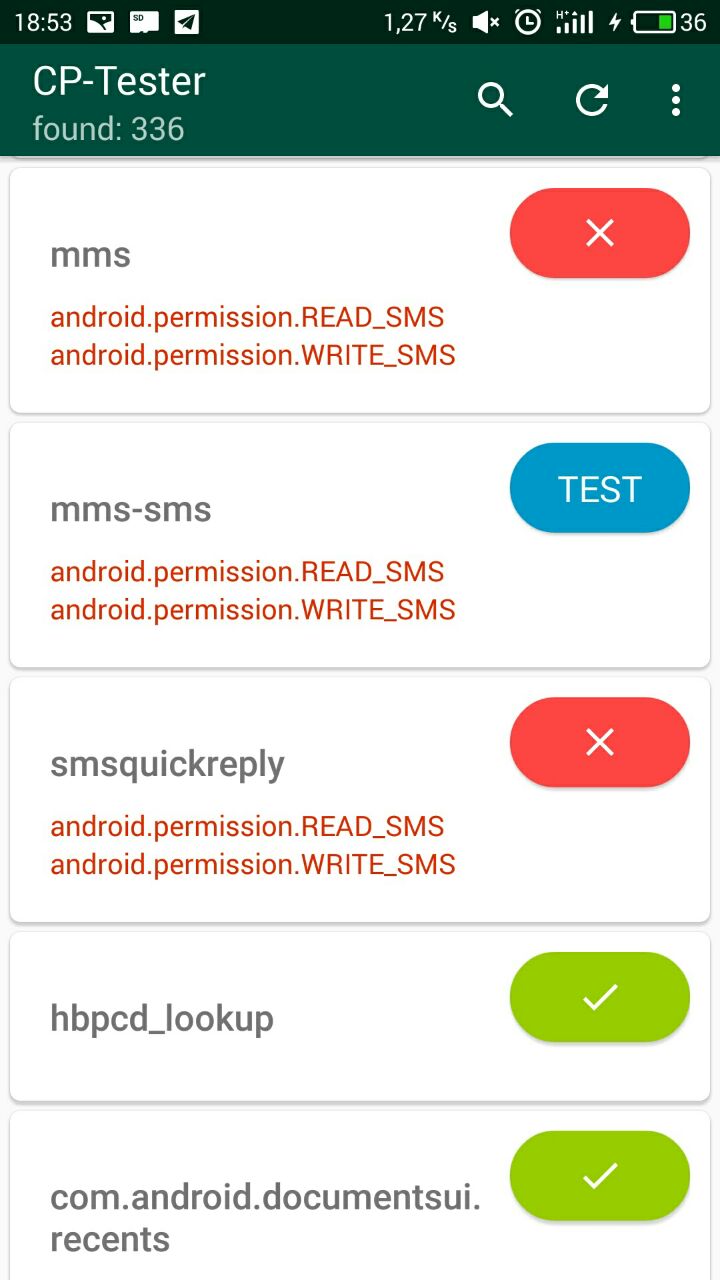 18:53
SD
1,27 K/s
H+
36
CP-Tester
found: 336
mms
android.permission.READ_SMS
android.permission.WRITE_SMS
TEST
mms-sms
android.permission.READ_SMS
android.permission.WRITE_SMS
smsquickreply
android.permission.READ_SMS
android.permission.WRITE_SMS
hbpcd_lookup
com.android.documentsui.
recents